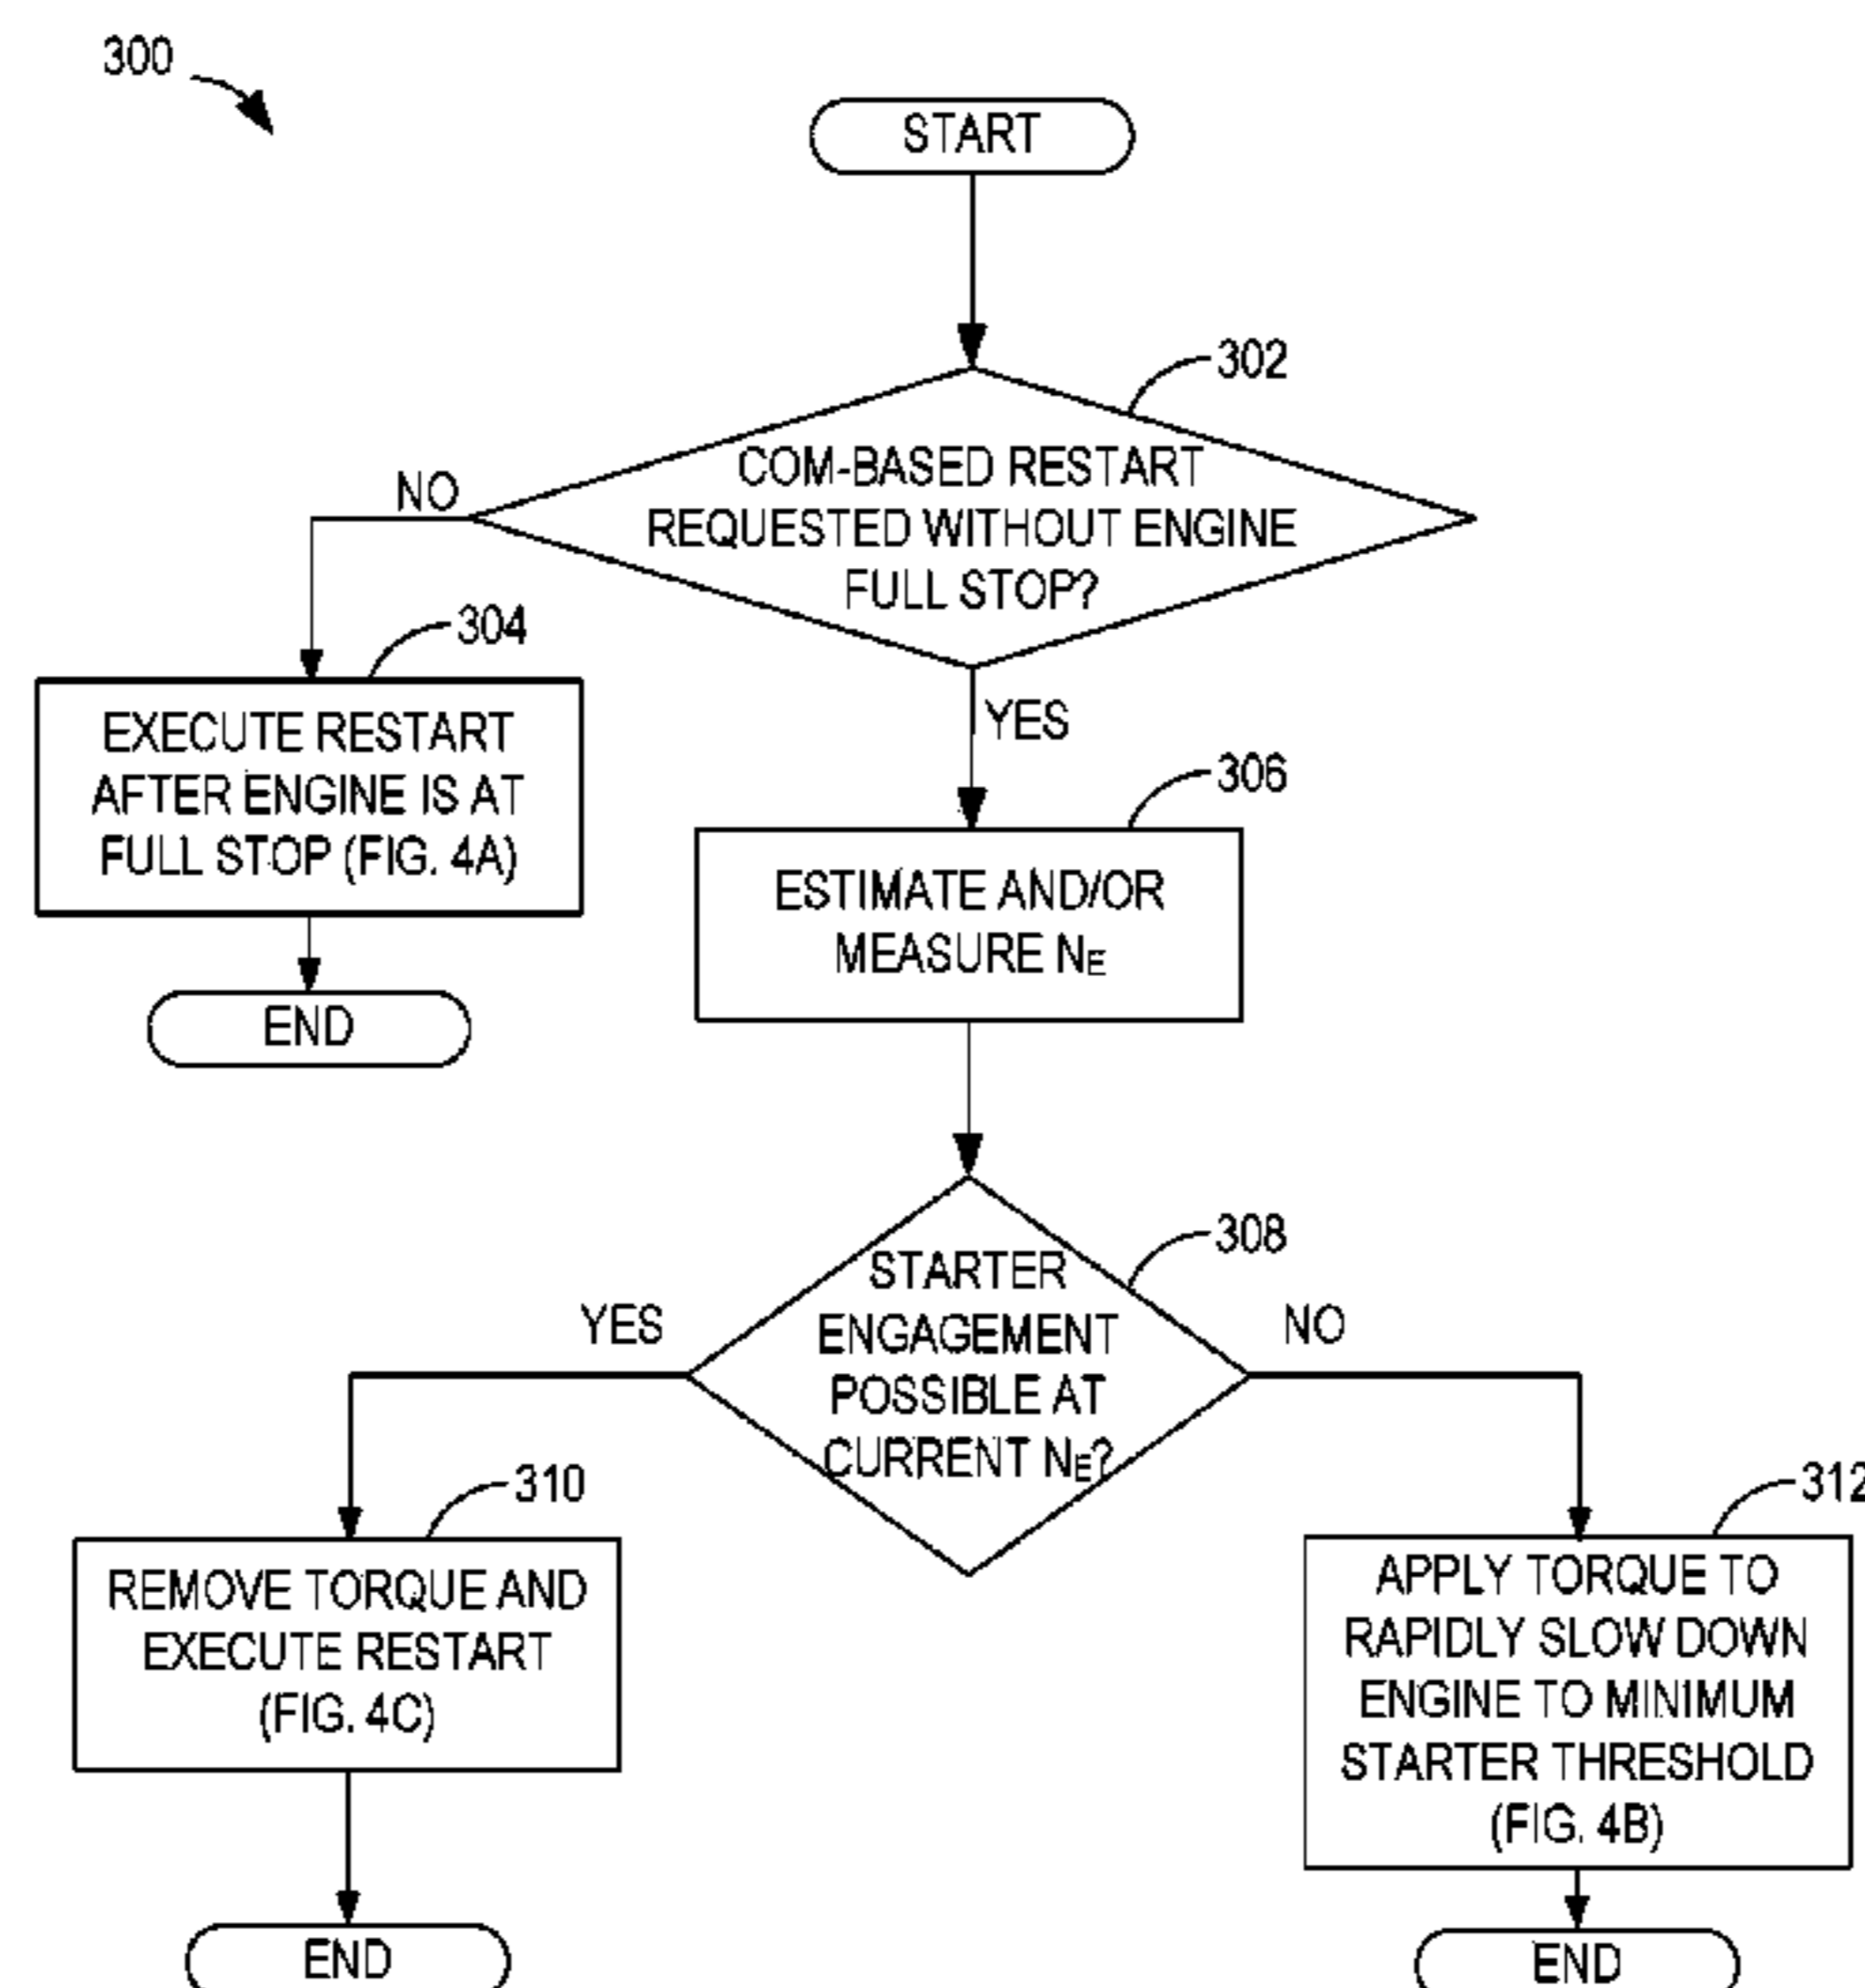 300
START
302
COM-BASED RESTART
REQUESTED WITHOUT ENGINE
FULL STOP?
NO
YES
304
EXECUTE RESTART
AFTER ENGINE IS AT
FULL STOP (FIG. 4A)
END
306
ESTIMATE AND/OR
MEASURE NE
308
STARTER
ENGAGEMENT
POSSIBLE AT
CURRENT NE?
YES
NO
310
REMOVE TORQUE AND
EXECUTE RESTART
(FIG. 4C)
END
312
APPLY TORQUE TO
RAPIDLY SLOW DOWN
ENGINE TO MINIMUM
STARTER THRESHOLD
(FIG. 4B)
END